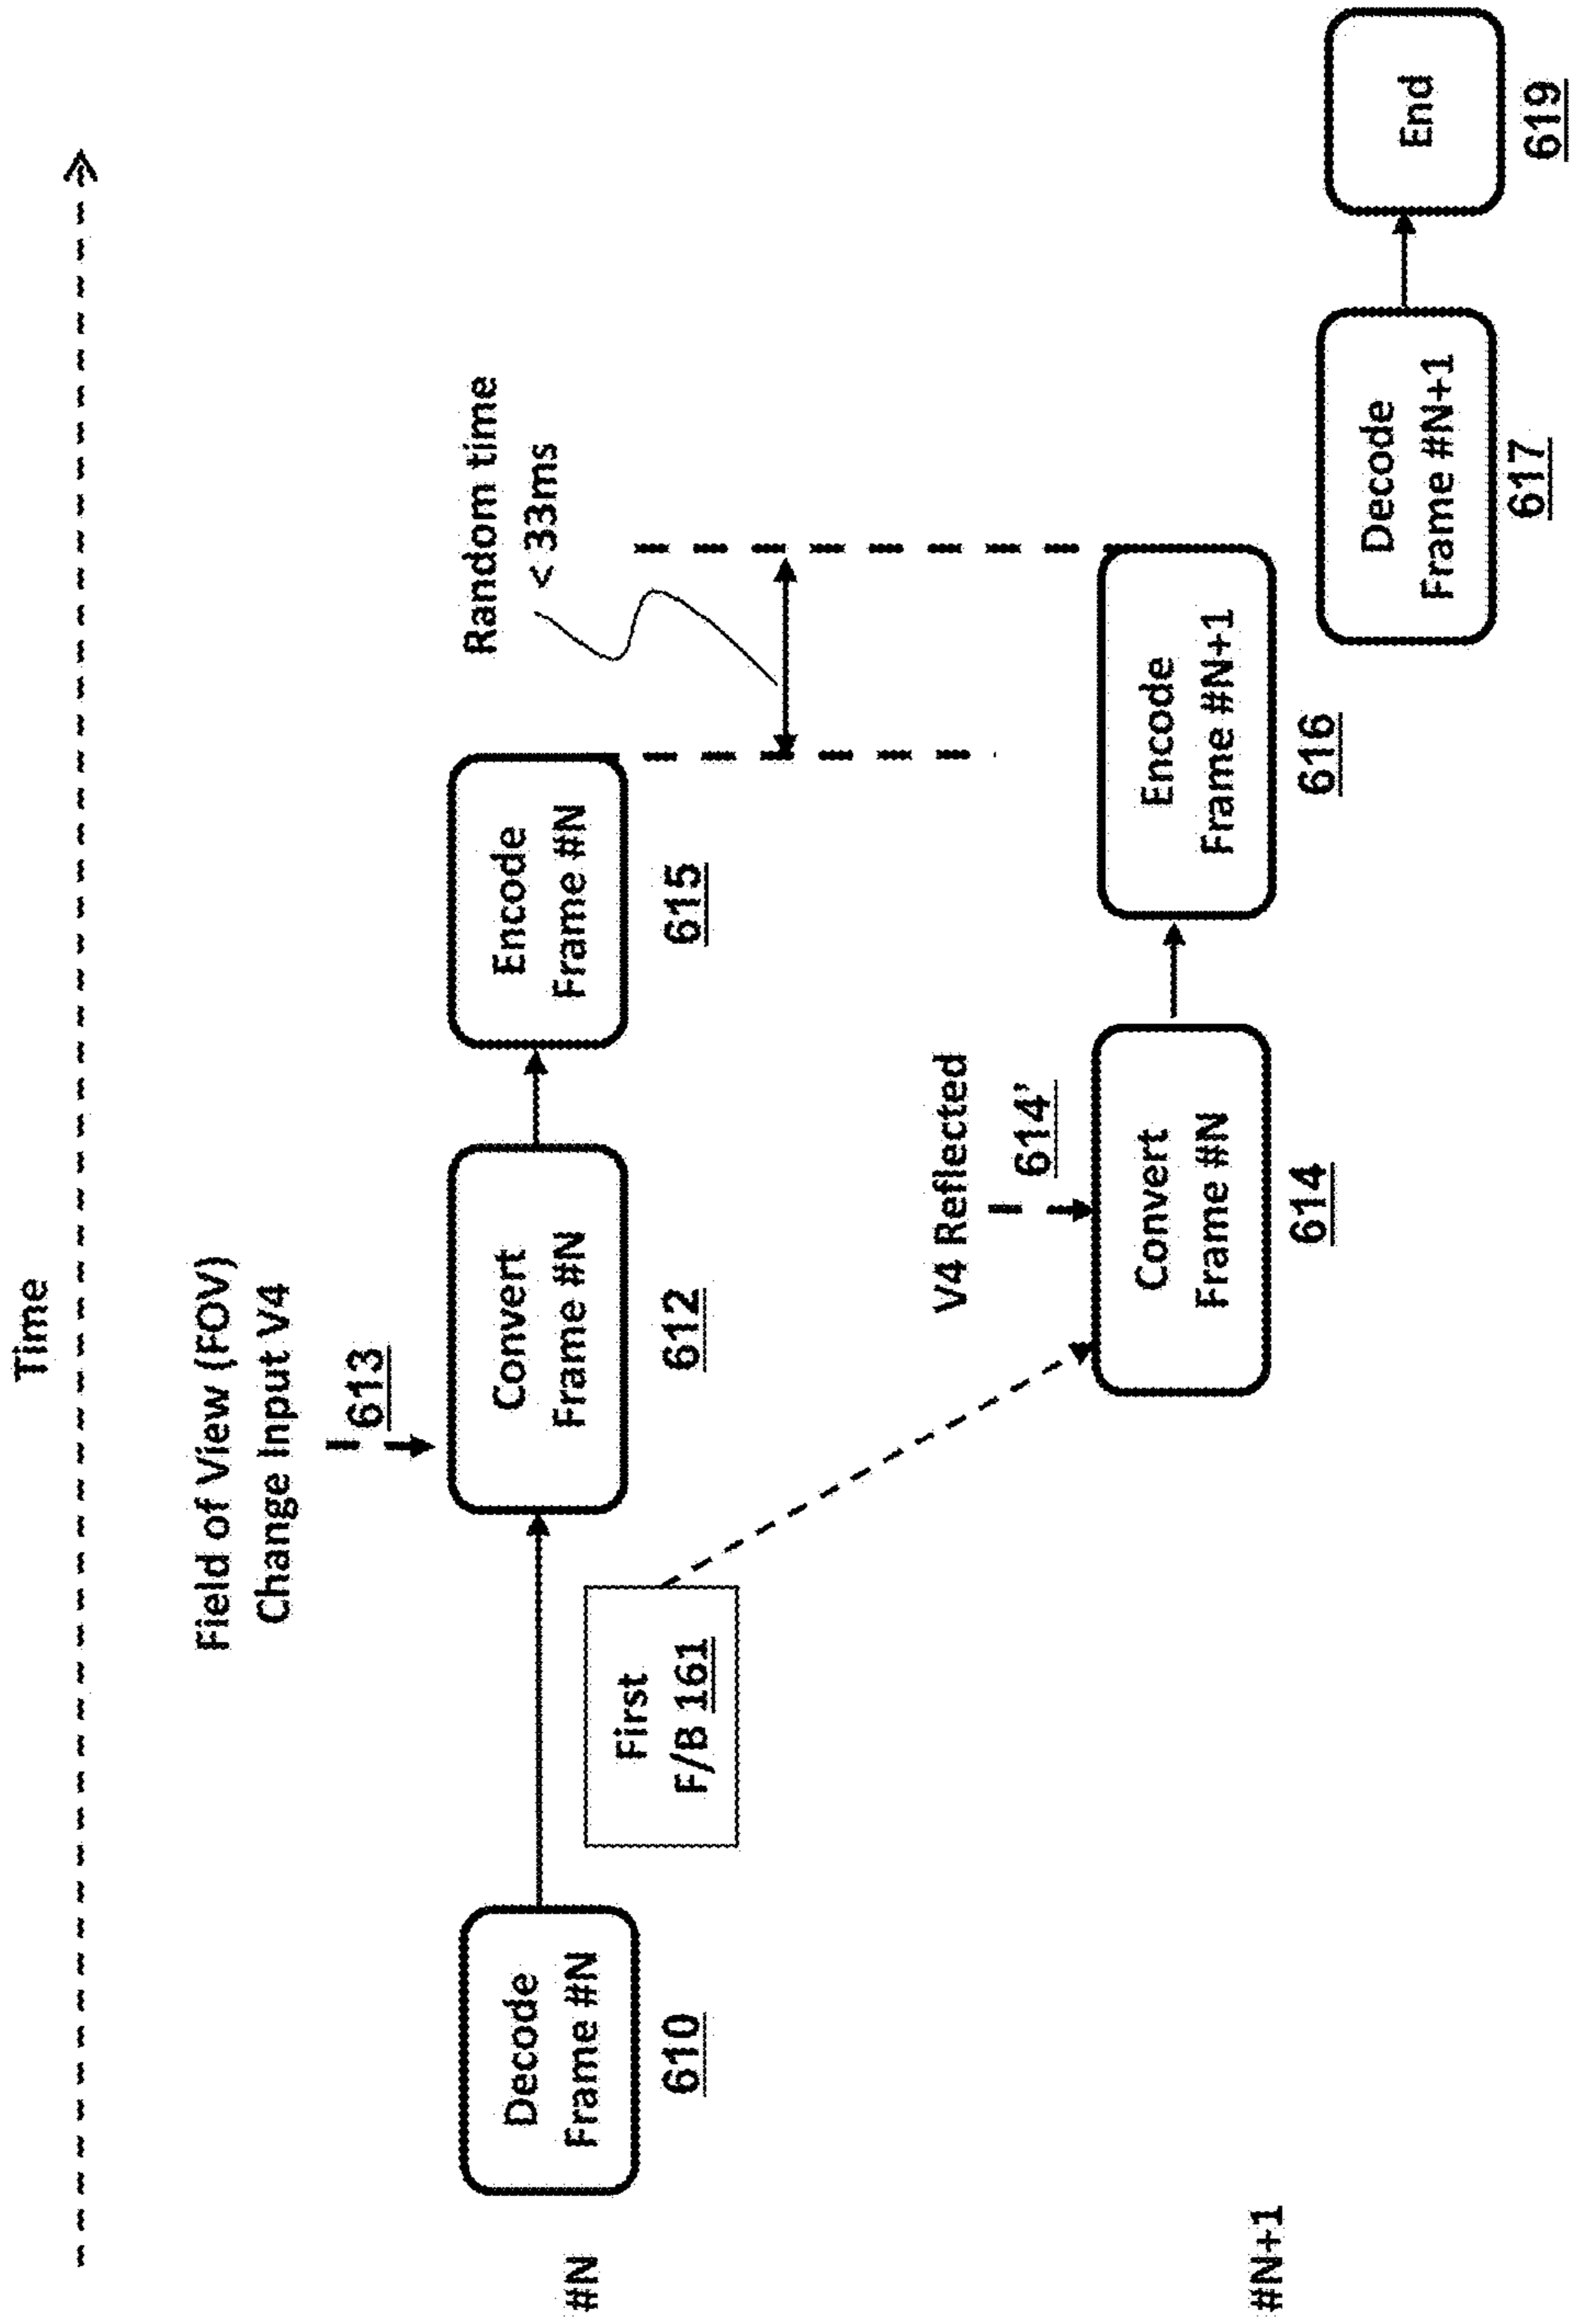 Time
Field of View (FOV)
Change Input V4
613
Random time
< 33ms
#N
Decode
Frame #N
610
First
F/B 161
Convert
Frame #N
612
Encode
Frame #N
615
V4 Reflected
614'
#N+1
Convert
Frame #N
614
Encode
Frame #N+1
616
Decode
Frame #N+1
617
End
619